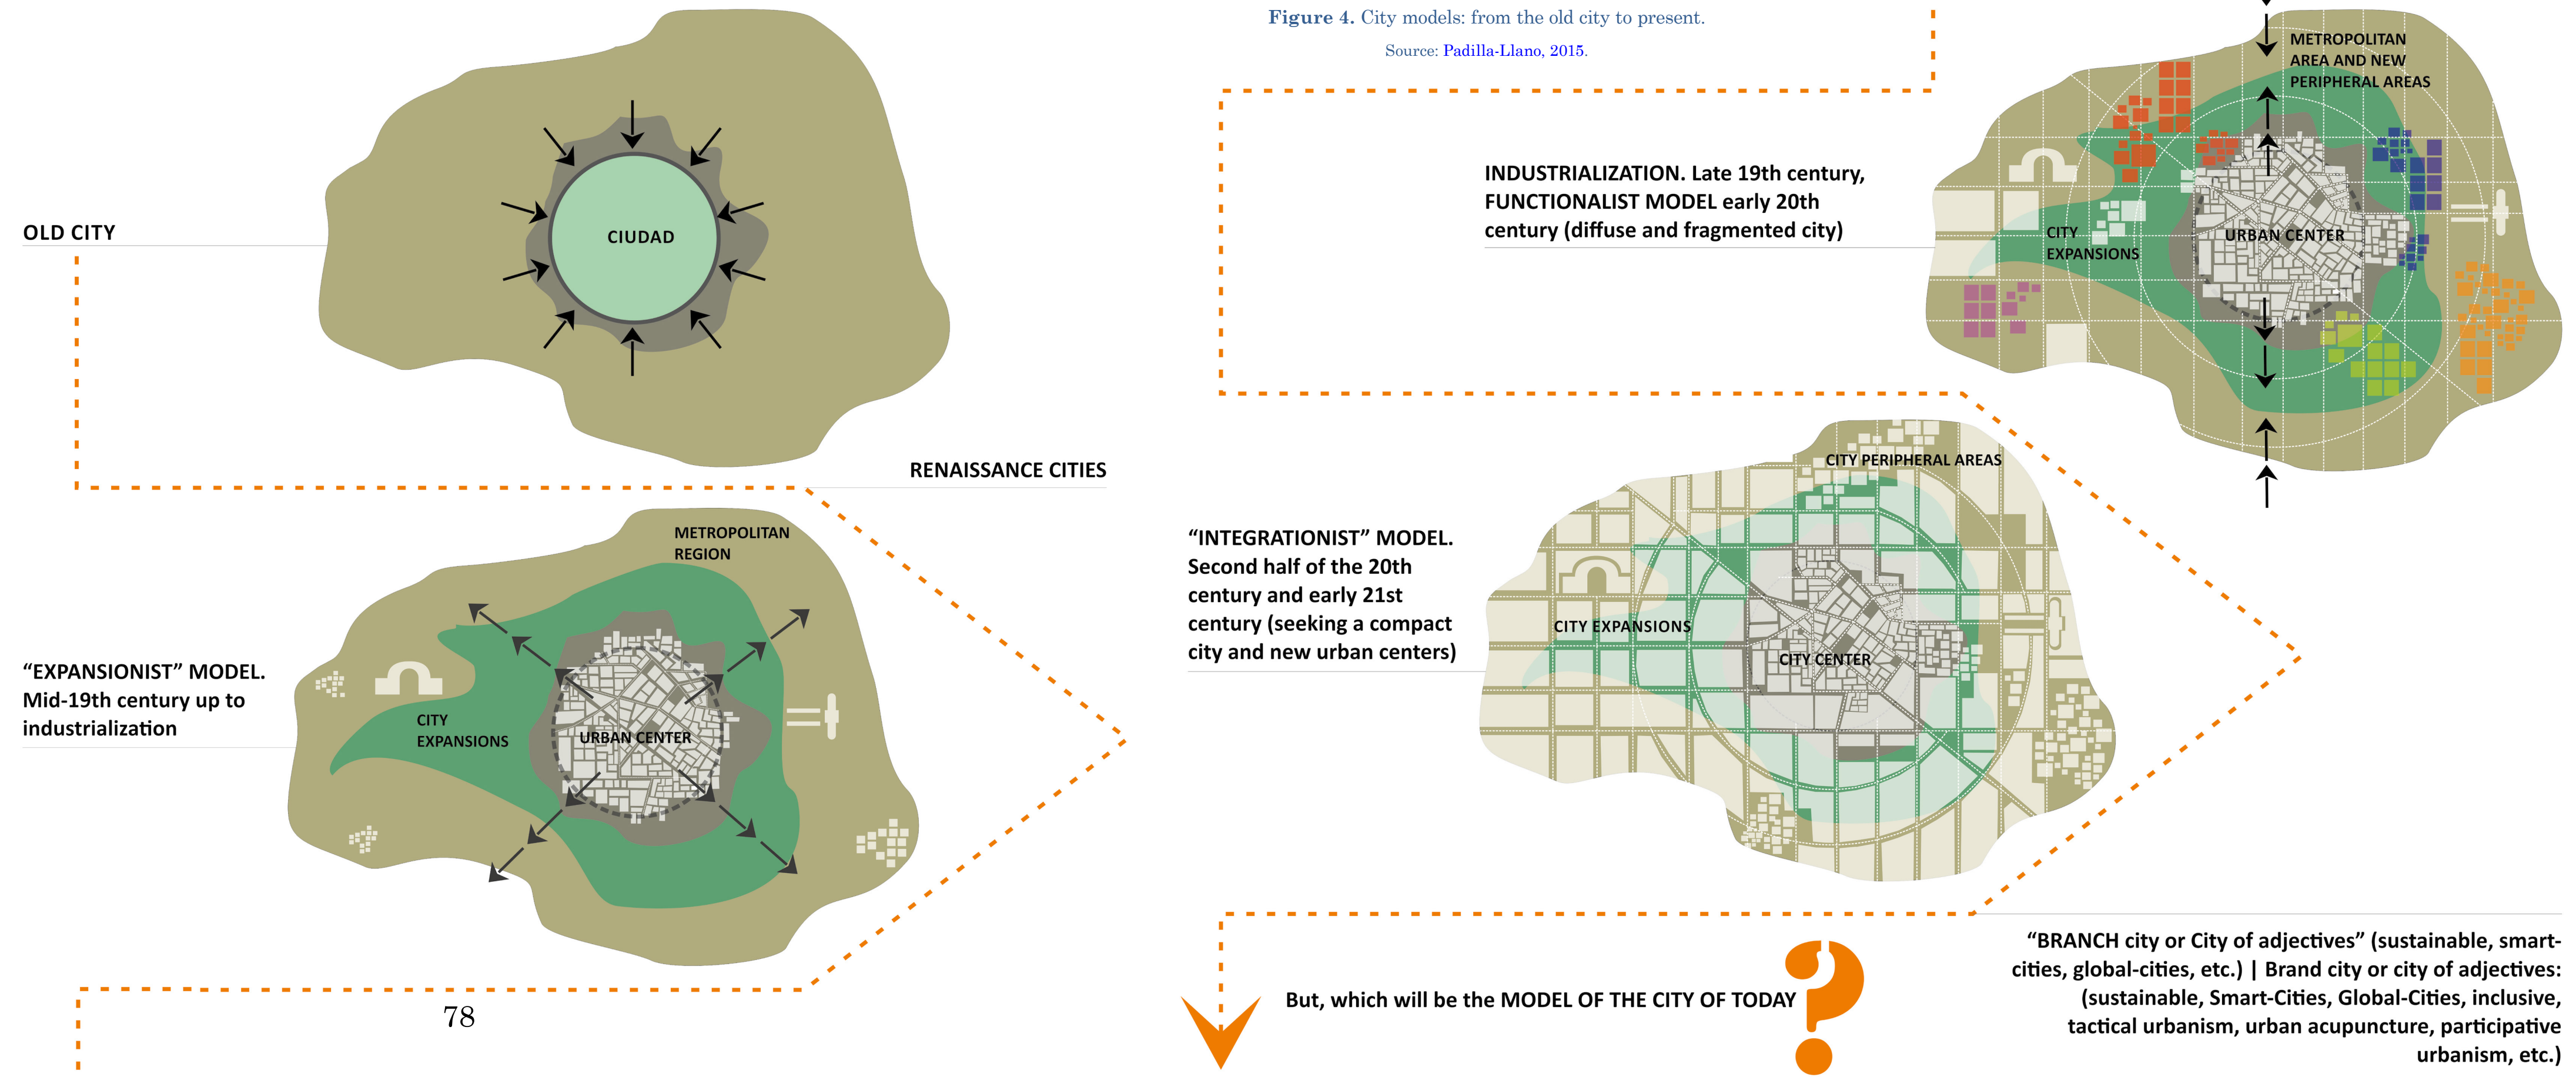 OLD CITY
CIUDAD
RENAISSANCE CITIES
METROPOLITAN
REGION
“EXPANSIONIST” MODEL.
Mid-19th century up to
industrialization
CITY
EXPANSIONS
URBAN CENTER
78
Figure 4. City models: from the old city to present.
Source: Padilla-Llano, 2015.
METROPOLITAN
AREA AND NEW
PERIPHERAL AREAS
INDUSTRIALIZATION. Late 19th century,
FUNCTIONALIST MODEL early 20th
century (diffuse and fragmented city)
CITY
EXPANSIONS
URBAN CENTER
CITY PERIPHERAL AREAS
“INTEGRATIONIST” MODEL.
Second half of the 20th
century and early 21st
century (seeking a compact
city and new urban centers)
CITY EXPANSIONS
CITY CENTER
“BRANCH city or City of adjectives” (sustainable, smart-
cities, global-cities, etc.) | Brand city or city of adjectives:
(sustainable, Smart-Cities, Global-Cities, inclusive,
tactical urbanism, urban acupuncture, participative
urbanism, etc.)
But, which will be the MODEL OF THE CITY OF TODAY ?